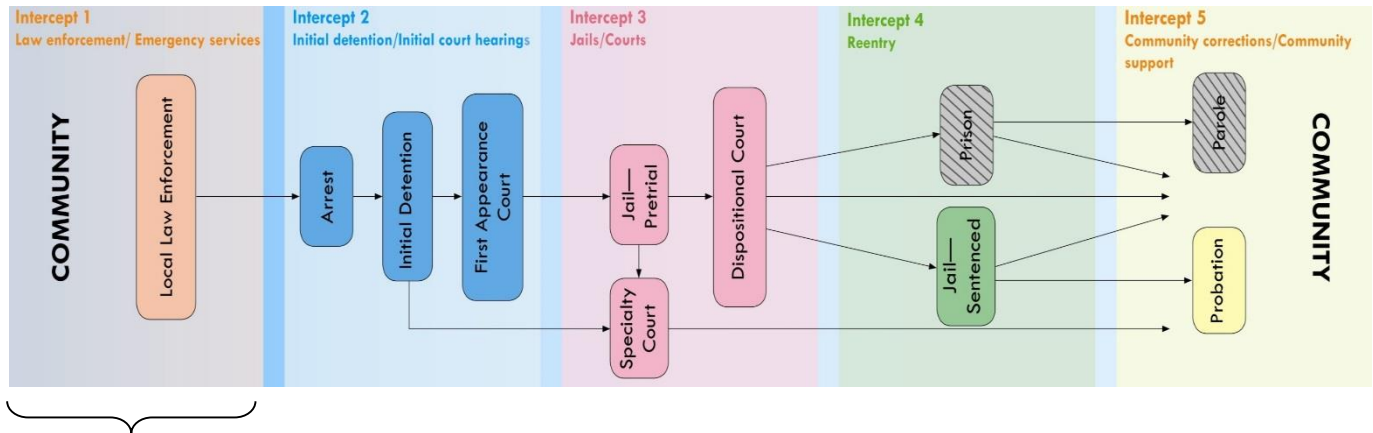 Intercept 1
Law enforcement/ Emergency services
Intercept 2
Initial detention/Initial court hearings
Intercept 3
Jails/Courts
Intercept 4
Reentry
Intercept 5
Community corrections/Community
support
COMMUNITY
Local Law Enforcement
Arrest
Initial Detention
First Appearance
Court
Jail—
Pretrial
Specialty
Court
Dispositional Court
Prison
Jail—
Sentenced
Parole
Probation
COMMUNITY